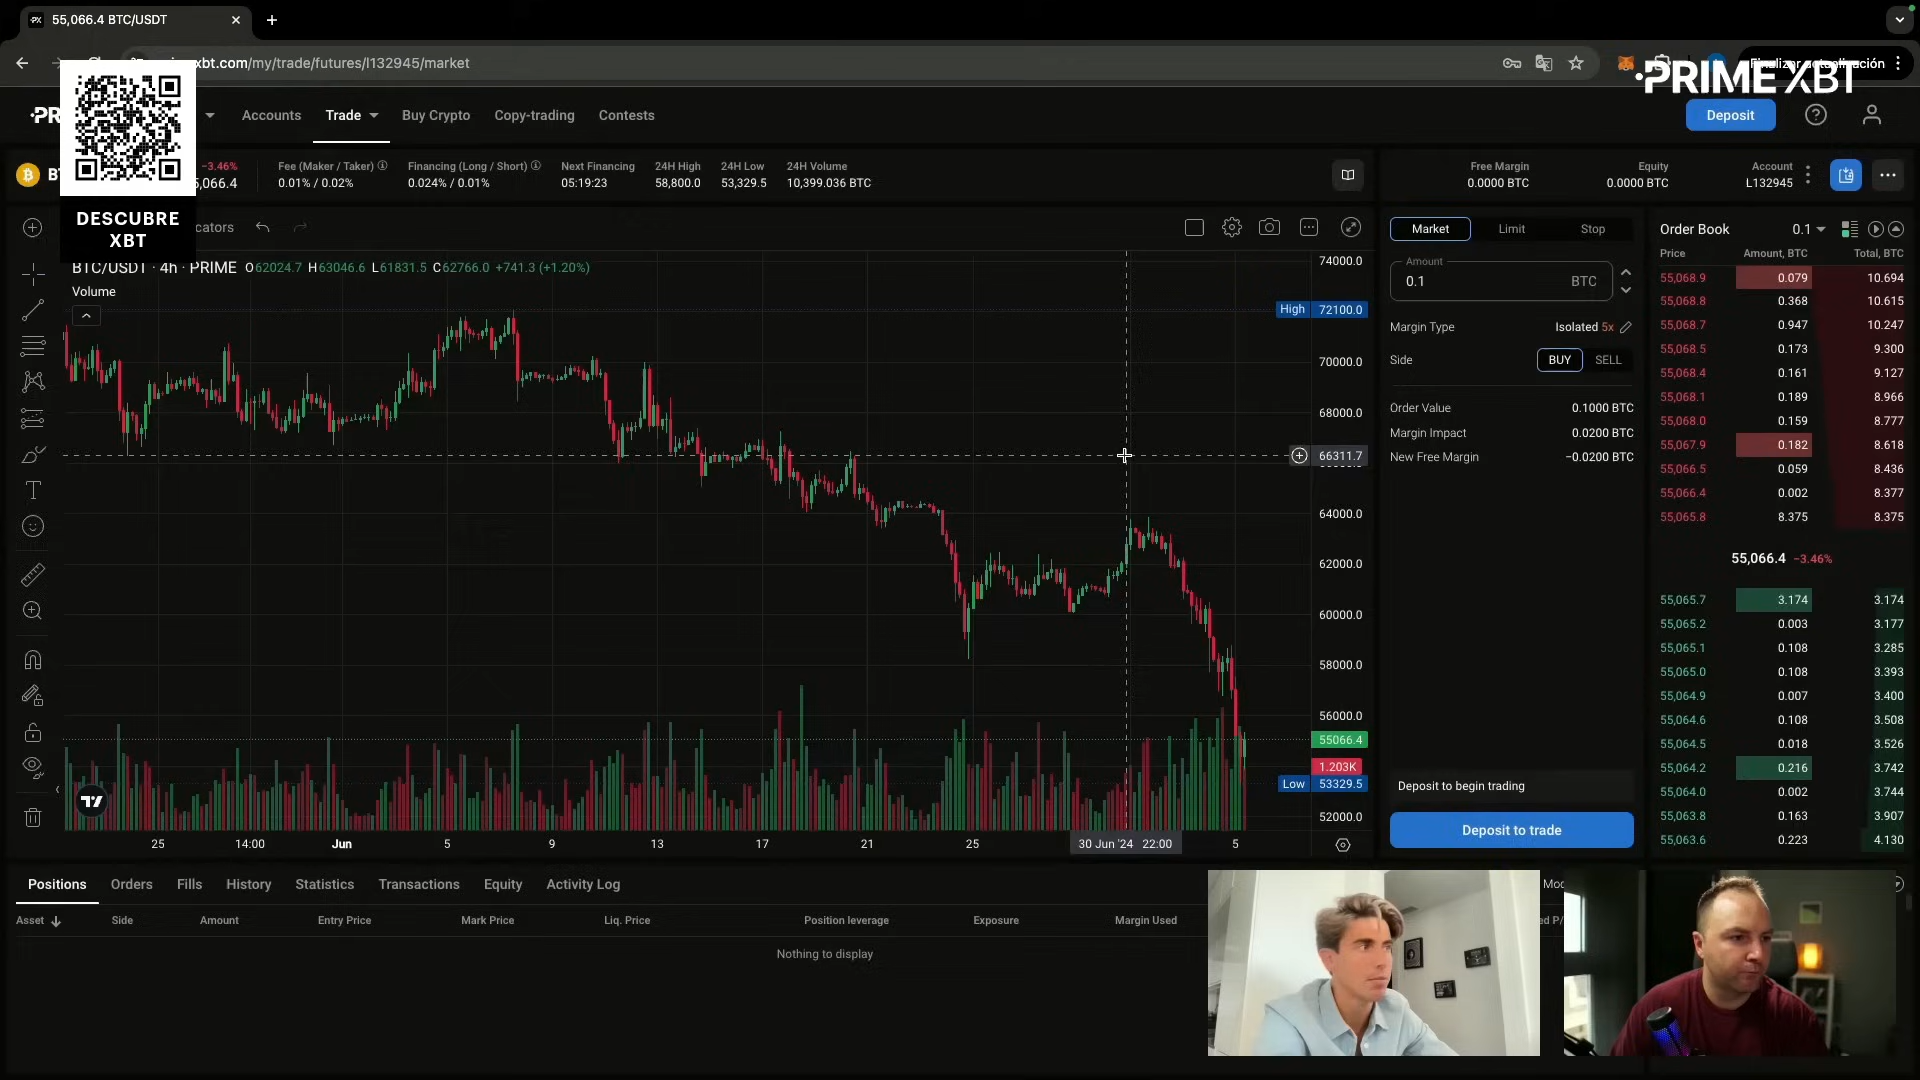 55,066.4 BTC/USDT
xbt.com/my/trade/futures/l132945/market
Finalizar actualización
PRIME XBT
Accounts
Trade
Buy Crypto
Copy-trading
Contests
Deposit
DESCUBRE
XBT
−3.46%
Fee (Maker / Taker)
0.01% / 0.02%
Financing (Long / Short)
0.024% / 0.01%
Next Financing
05:19:23
24H High
58,800.0
24H Low
53,329.5
24H Volume
10,399.036 BTC
Free Margin
0.0000 BTC
Equity
0.0000 BTC
Account
L132945
BTC/USDT · 4h · PRIME O62024.7 H63046.6 L61831.5 C62766.0 +741.3 (+1.20%)
Volume
74000.0
High 72100.0
70000.0
68000.0
66311.7
64000.0
62000.0
60000.0
58000.0
56000.0
55066.4
1.203K
Low 53329.5
52000.0
25 14:00 Jun 5 9 13 17 21 25 30 Jun '24 22:00 5
Market Limit Stop
Amount
0.1 BTC
Margin Type Isolated 5x
Side BUY SELL
Order Value 0.1000 BTC
Margin Impact 0.0200 BTC
New Free Margin −0.0200 BTC
Deposit to begin trading
Deposit to trade
Order Book 0.1
Price Amount, BTC Total, BTC
55,068.9 0.079 10.694
55,068.8 0.368 10.615
55,068.7 0.947 10.247
55,068.5 0.173 9.300
55,068.4 0.161 9.127
55,068.1 0.189 8.966
55,068.0 0.159 8.777
55,067.9 0.182 8.618
55,066.5 0.059 8.436
55,066.4 0.002 8.377
55,065.8 8.375 8.375
55,066.4 −3.46%
55,065.7 3.174 3.174
55,065.2 0.003 3.177
55,065.1 0.108 3.285
55,065.0 0.108 3.393
55,064.9 0.007 3.400
55,064.6 0.108 3.508
55,064.5 0.018 3.526
55,064.2 0.216 3.742
55,064.0 0.002 3.744
55,063.8 0.163 3.907
55,063.6 0.223 4.130
Positions Orders Fills History Statistics Transactions Equity Activity Log
Asset Side Amount Entry Price Mark Price Liq. Price Position leverage Exposure Margin Used
Nothing to display